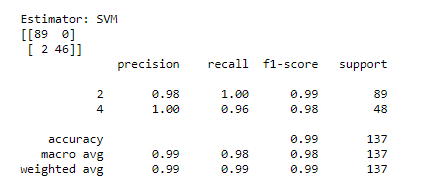 Estimator: SVM
[[89  0]
 [ 2 46]]
              precision    recall  f1-score   support

           2       0.98      1.00      0.99        89
           4       1.00      0.96      0.98        48

    accuracy                           0.99       137
   macro avg       0.99      0.98      0.98       137
weighted avg       0.99      0.99      0.99       137